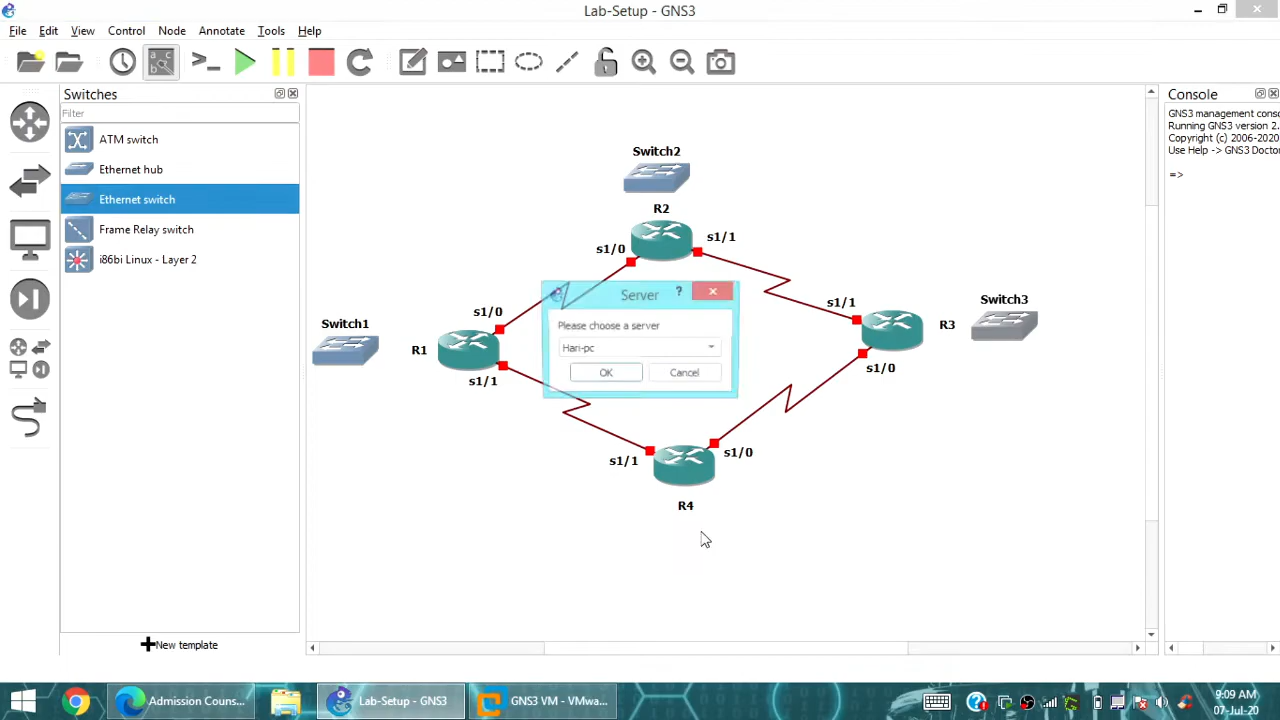 Lab-Setup - GNS3
File Edit View Control Node Annotate Tools Help
Switches
Filter
ATM switch
Ethernet hub
Ethernet switch
Frame Relay switch
i86bi Linux - Layer 2
New template
Switch2
R2
s1/0
s1/1
Switch1
R1
s1/0
s1/1
s1/1
R3
s1/0
Switch3
s1/1
s1/0
R4
Server
Please choose a server
Hari-pc
OK
Cancel
Console
GNS3 management conso
Running GNS3 version 2.
Copyright (c) 2006-2020
Use Help -> GNS3 Doctor
=>
Admission Couns...
Lab-Setup - GNS3
GNS3 VM - VMwa...
9:09 AM
07-Jul-20